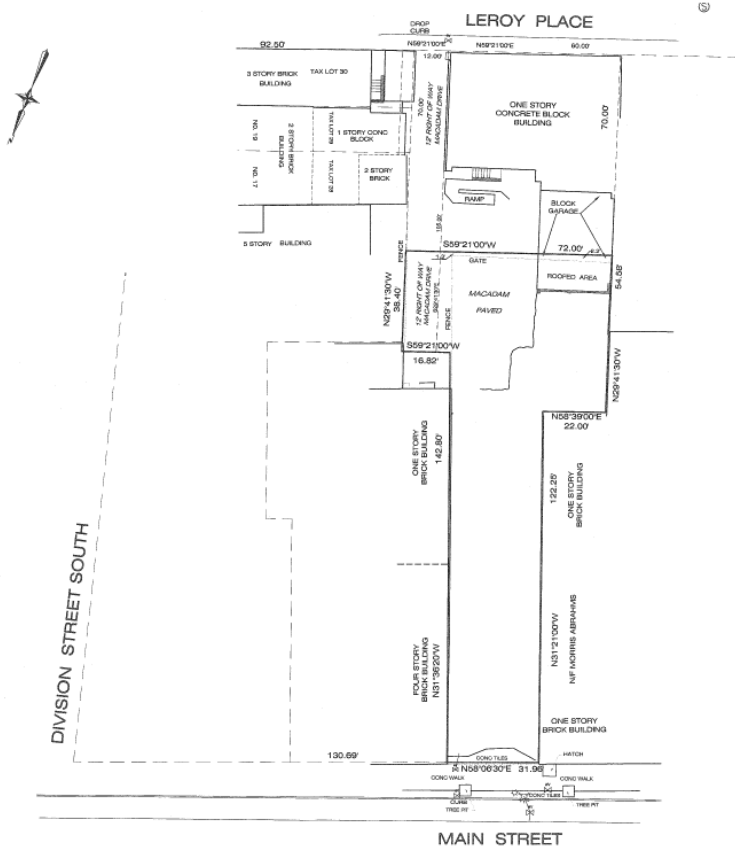 (S)
LEROY PLACE
DROP
CURB
92.50'
N59°21'00"E
N59°21'00"E
60.00'
12.00'
3 STORY BRICK
BUILDING
TAX LOT 30
70.00'
12' RIGHT OF WAY
MACADAM DRIVE
ONE STORY
CONCRETE BLOCK
BUILDING
70.00'
NO. 19
2 STORY BRICK
BUILDING
TAX LOT 29
1 STORY CONC
BLOCK
NO. 17
TAX LOT 28
2 STORY
BRICK
RAMP
BLOCK
GARAGE
5 STORY BUILDING
FENCE
S59°21'00"W
72.00'
GATE
ROOFED AREA
54.58'
N29°41'30"W
38.40'
12' RIGHT OF WAY
MACADAM DRIVE
FENCE
MACADAM
PAVED
S59°21'00"W
16.82'
N29°41'30"W
N58°39'00"E
22.00'
ONE STORY
BRICK BUILDING
142.80'
122.25'
ONE STORY
BRICK BUILDING
DIVISION STREET SOUTH
FOUR STORY
BRICK BUILDING
N31°36'20"W
N31°21'00"W
N/F MORRIS ABRAHMS
ONE STORY
BRICK BUILDING
130.69'
CONC TILES
HATCH
N58°06'30"E 31.96'
CONC WALK
CONC WALK
CONC TILES
CURB
TREE PIT
TREE PIT
MAIN STREET